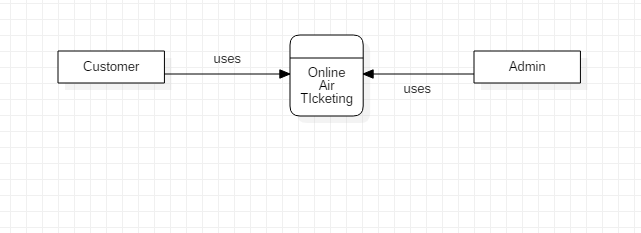 Customer
uses
Online
Air
TIcketing
uses
Admin